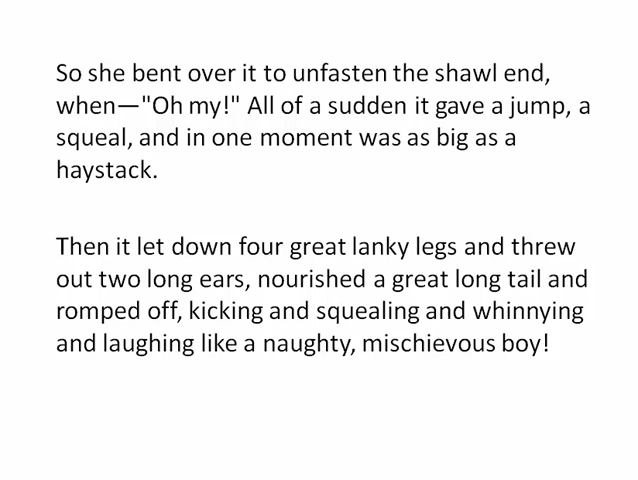 So she bent over it to unfasten the shawl end,
when—"Oh my!" All of a sudden it gave a jump, a
squeal, and in one moment was as big as a
haystack.
Then it let down four great lanky legs and threw
out two long ears, nourished a great long tail and
romped off, kicking and squealing and whinnying
and laughing like a naughty, mischievous boy!